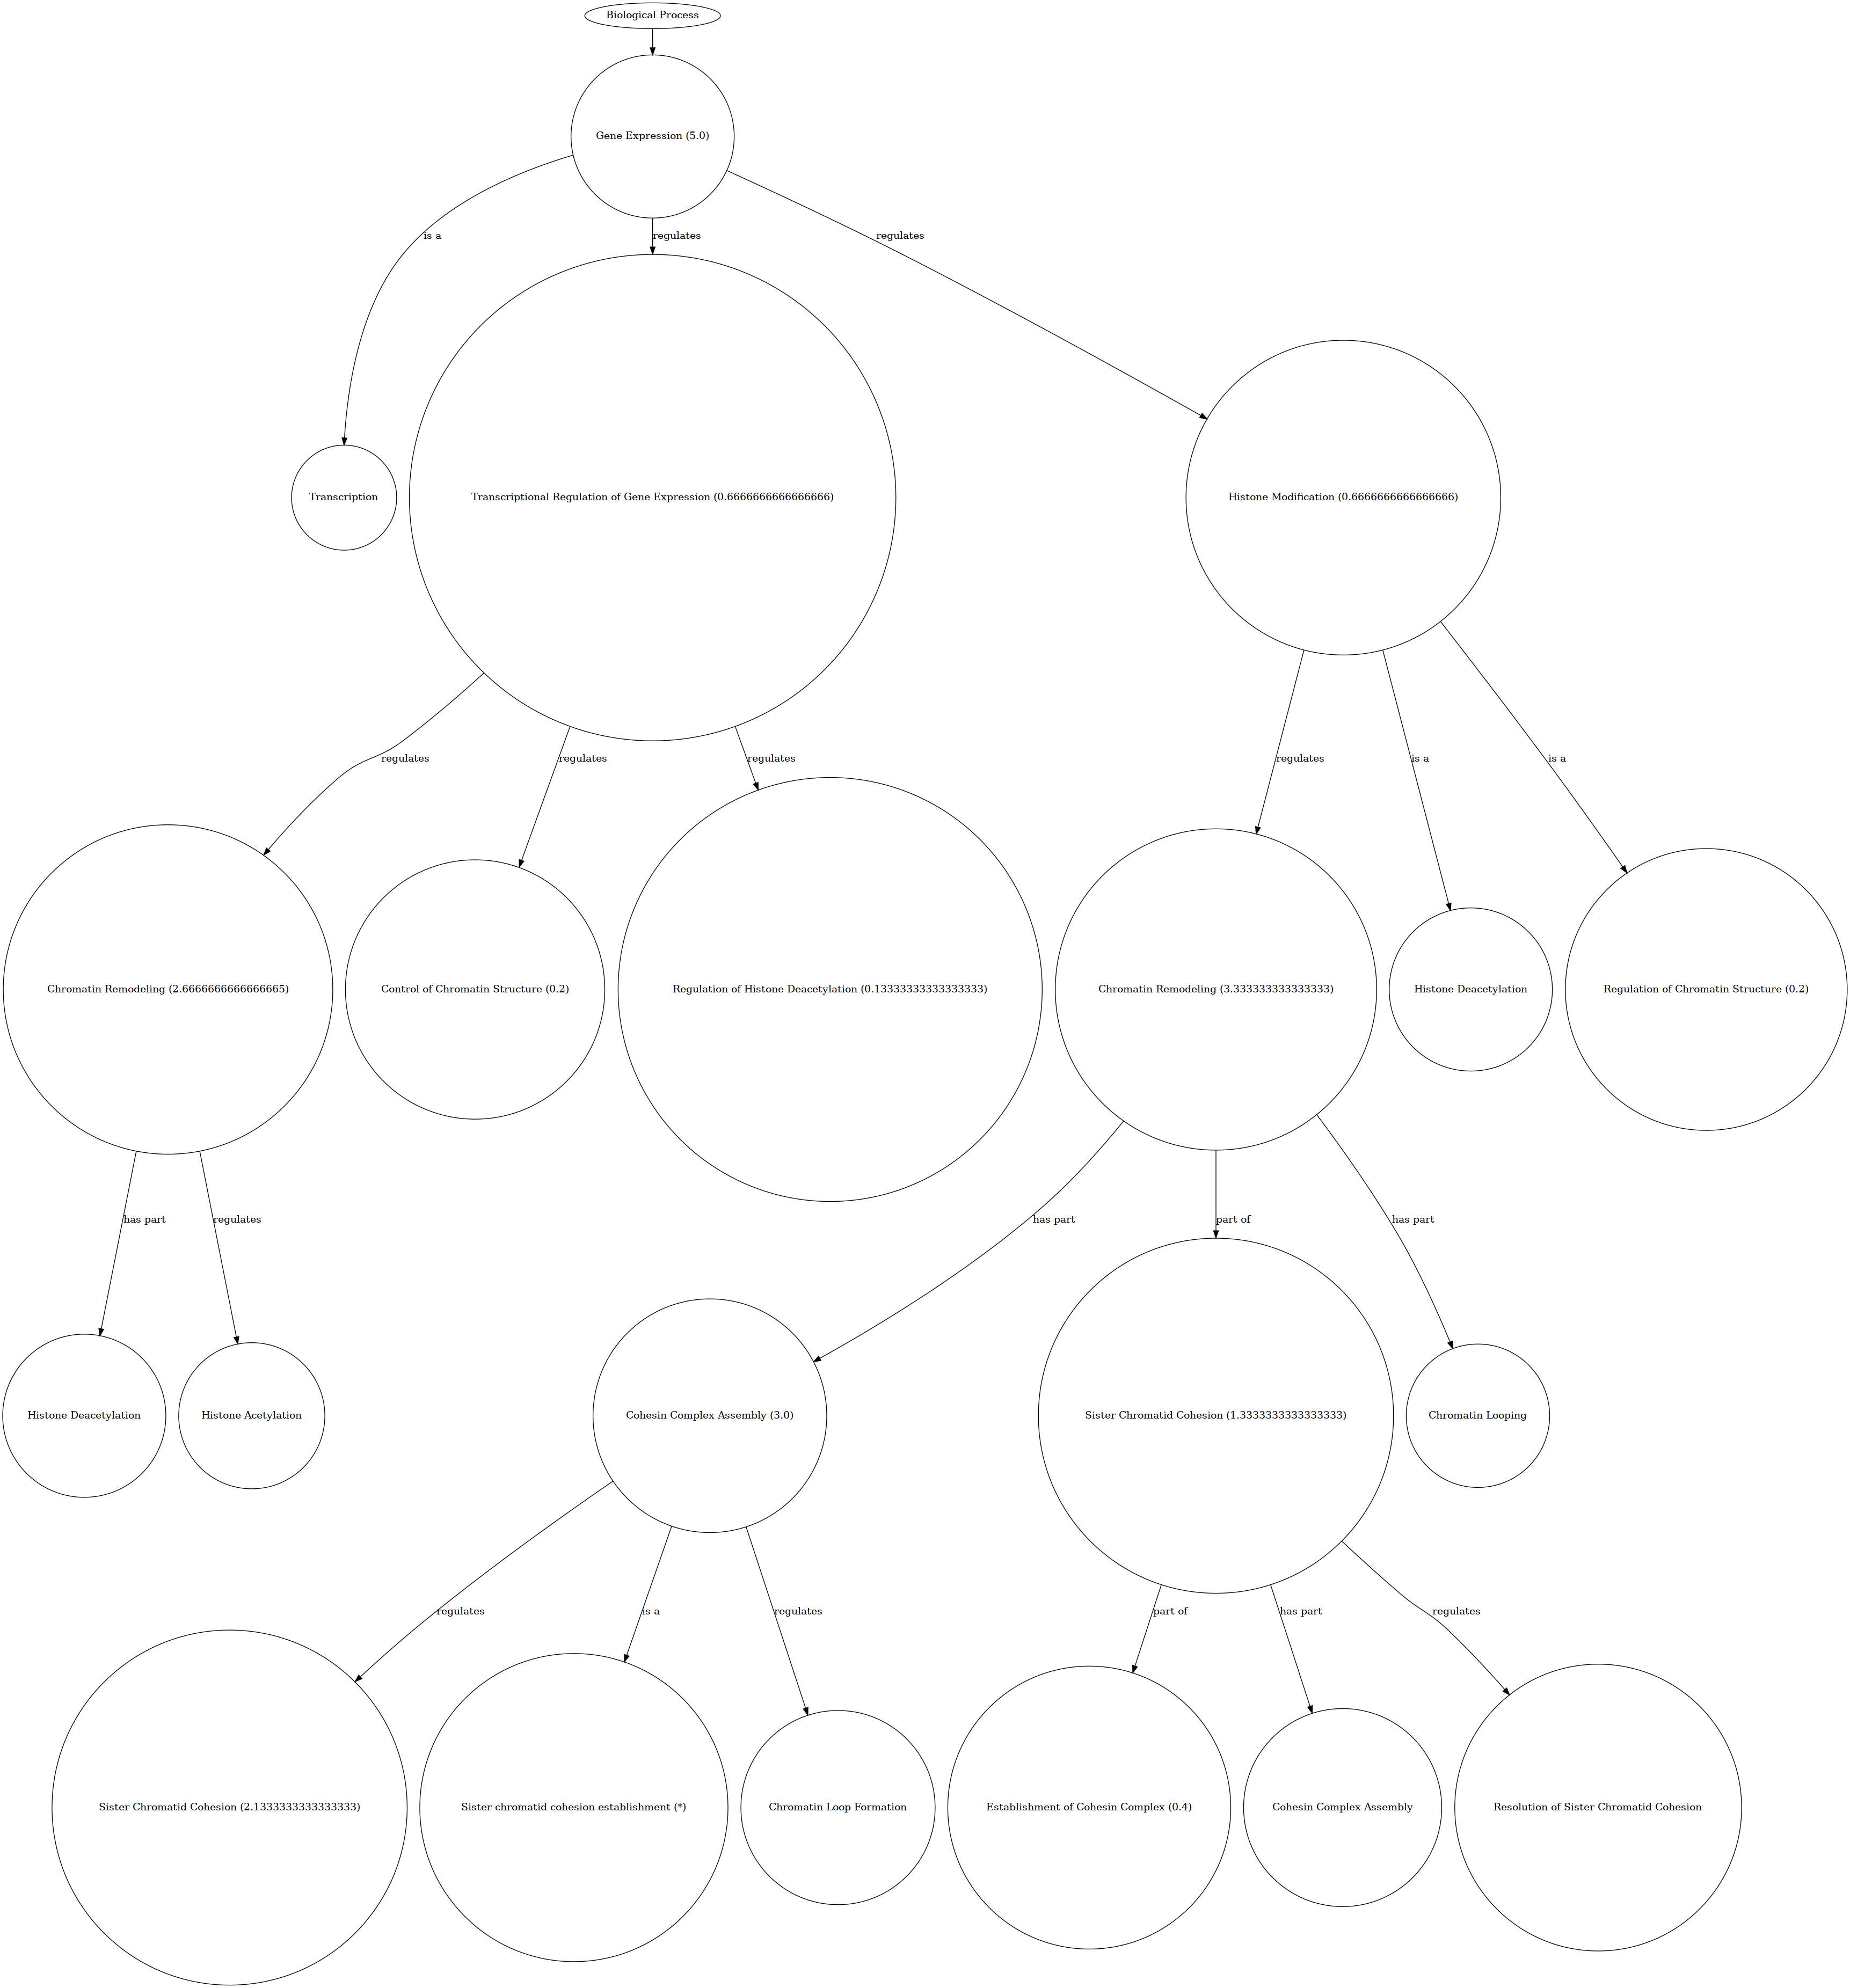 Biological Process
Gene Expression (5.0)
is a
regulates
regulates
Transcription
Transcriptional Regulation of Gene Expression (0.6666666666666666)
Histone Modification (0.6666666666666666)
regulates
regulates
regulates
regulates
is a
is a
Chromatin Remodeling (2.6666666666666665)
Control of Chromatin Structure (0.2)
Regulation of Histone Deacetylation (0.13333333333333333)
Chromatin Remodeling (3.333333333333333)
Histone Deacetylation
Regulation of Chromatin Structure (0.2)
has part
regulates
has part
part of
has part
Histone Deacetylation
Histone Acetylation
Cohesin Complex Assembly (3.0)
Sister Chromatid Cohesion (1.3333333333333333)
Chromatin Looping
regulates
is a
regulates
part of
has part
regulates
Sister Chromatid Cohesion (2.1333333333333333)
Sister chromatid cohesion establishment (*)
Chromatin Loop Formation
Establishment of Cohesin Complex (0.4)
Cohesin Complex Assembly
Resolution of Sister Chromatid Cohesion